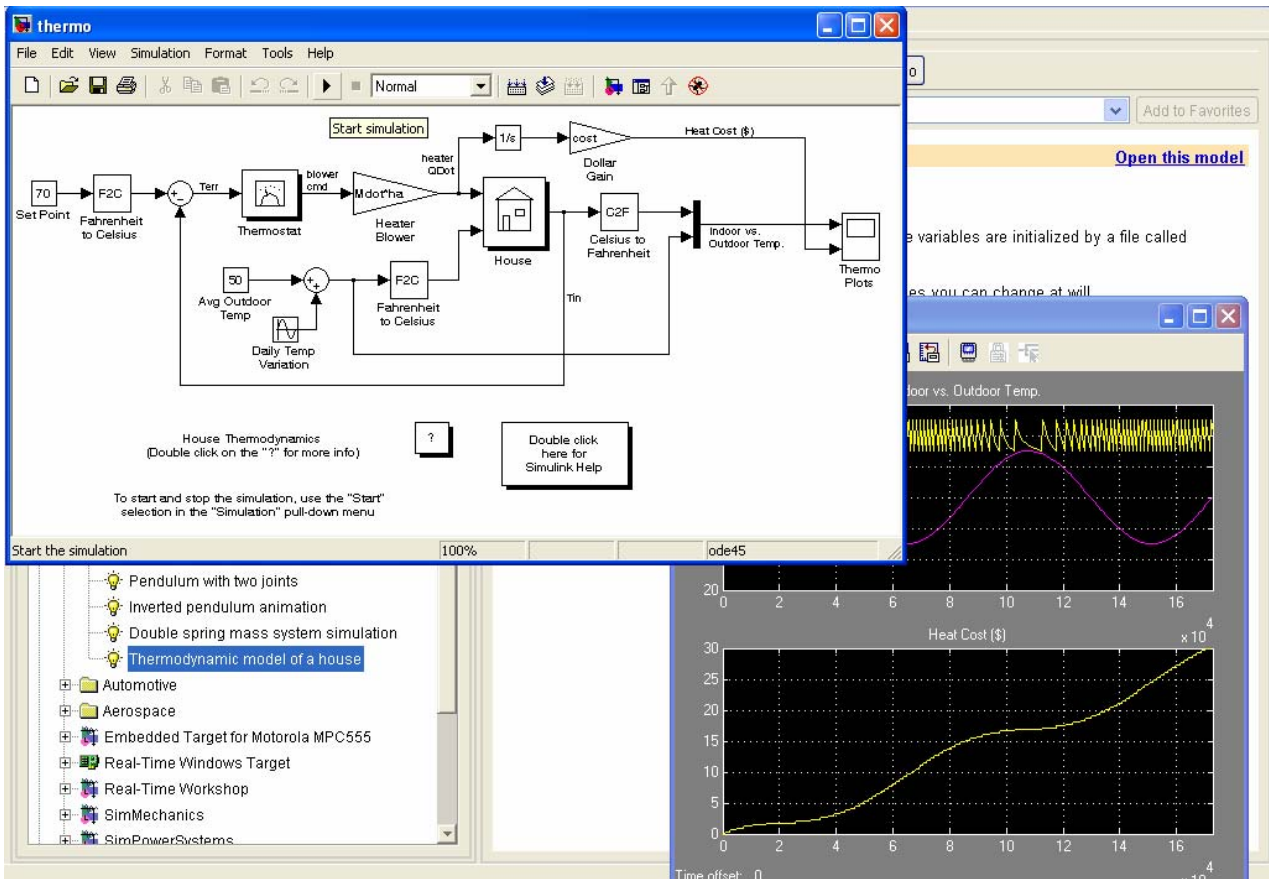 thermo
File Edit View Simulation Format Tools Help
Normal
Start simulation
1/s
cost
Heat Cost ($)
Dollar
Gain
heater
QDot
blower
cmd
70
Set Point
F2C
Fahrenheit
to Celsius
Terr
Thermostat
Mdot*ha
Heater
Blower
House
C2F
Celsius to
Fahrenheit
Indoor vs.
Outdoor Temp.
Thermo
Plots
50
Avg Outdoor
Temp
F2C
Fahrenheit
to Celsius
Daily Temp
Variation
Tin
House Thermodynamics
(Double click on the "?" for more info)
?
Double click
here for
Simulink Help
To start and stop the simulation, use the "Start"
selection in the "Simulation" pull-down menu
Start the simulation 100% ode45
o
Add to Favorites
Open this model
e variables are initialized by a file called
es you can change at will
door vs. Outdoor Temp.
20
0 2 4 6 8 10 12 14 16
x 10 4
Heat Cost ($)
30
25
20
15
10
5
0
0 2 4 6 8 10 12 14 16
x 10 4
Time offset: 0
Pendulum with two joints
Inverted pendulum animation
Double spring mass system simulation
Thermodynamic model of a house
Automotive
Aerospace
Embedded Target for Motorola MPC555
Real-Time Windows Target
Real-Time Workshop
SimMechanics
SimPowerSystems